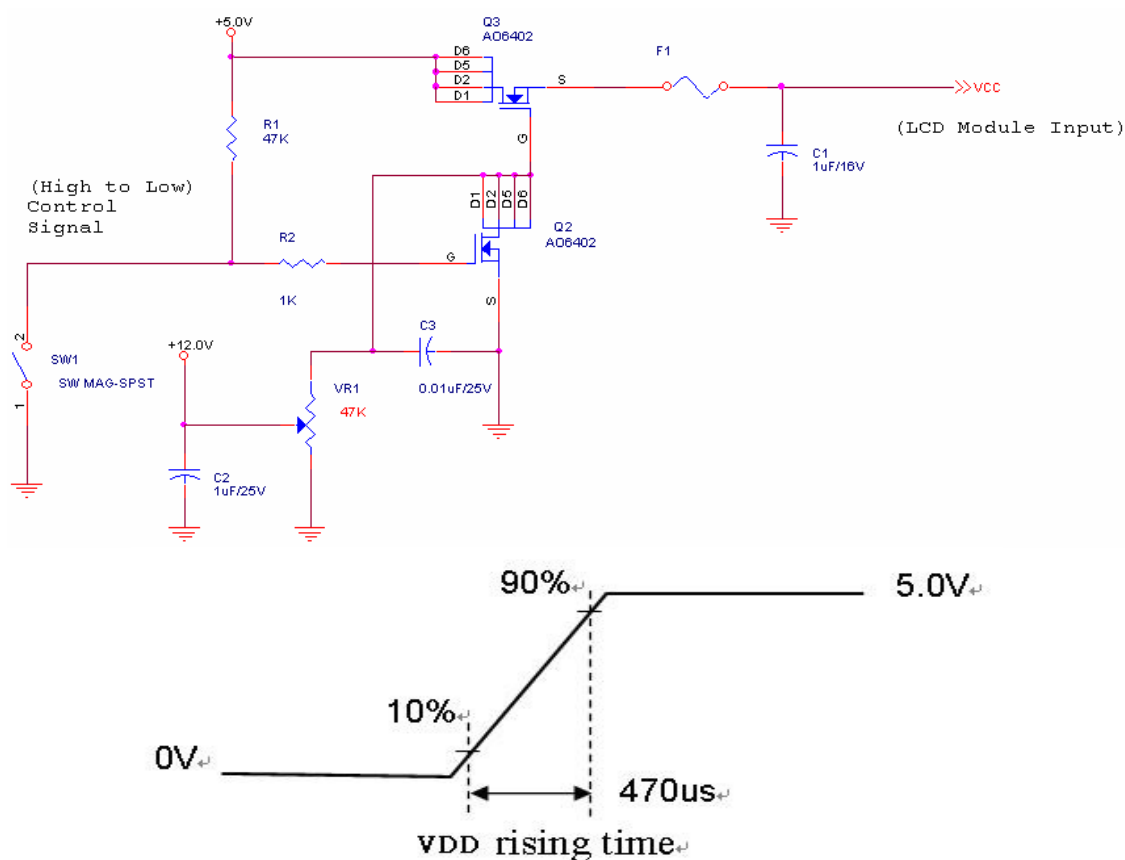 +5.0V
Q3
AO6402
D6
D5
D2
D1
S
G
F1
VCC
(LCD Module Input)
C1
1uF/16V
R1
47K
(High to Low)
Control
Signal
D1
D2
D5
D6
Q2
AO6402
R2
1K
G
S
2
SW1
SW MAG-SPST
1
+12.0V
C3
0.01uF/25V
VR1
47K
C2
1uF/25V
90%
5.0V
10%
0V
470us
VDD rising time